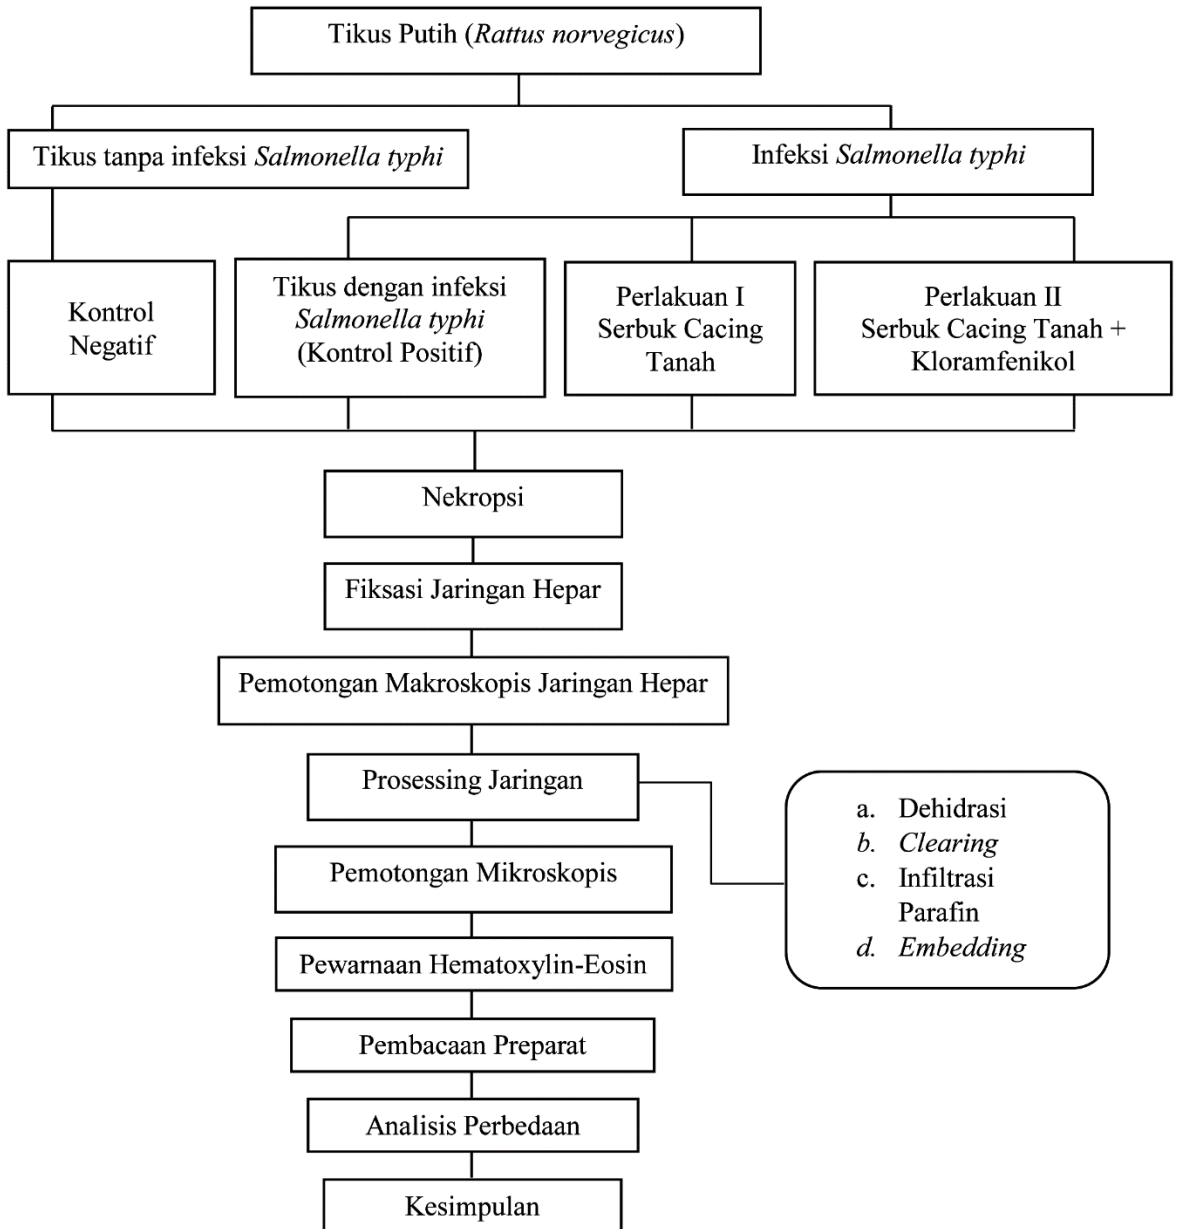 Tikus Putih (Rattus norvegicus)
Tikus tanpa infeksi Salmonella typhi
Infeksi Salmonella typhi
Kontrol
Negatif
Tikus dengan infeksi
Salmonella typhi
(Kontrol Positif)
Perlakuan I
Serbuk Cacing
Tanah
Perlakuan II
Serbuk Cacing Tanah +
Kloramfenikol
Nekropsi
Fiksasi Jaringan Hepar
Pemotongan Makroskopis Jaringan Hepar
Prosessing Jaringan
a. Dehidrasi
b. Clearing
c. Infiltrasi
Parafin
d. Embedding
Pemotongan Mikroskopis
Pewarnaan Hematoxylin-Eosin
Pembacaan Preparat
Analisis Perbedaan
Kesimpulan